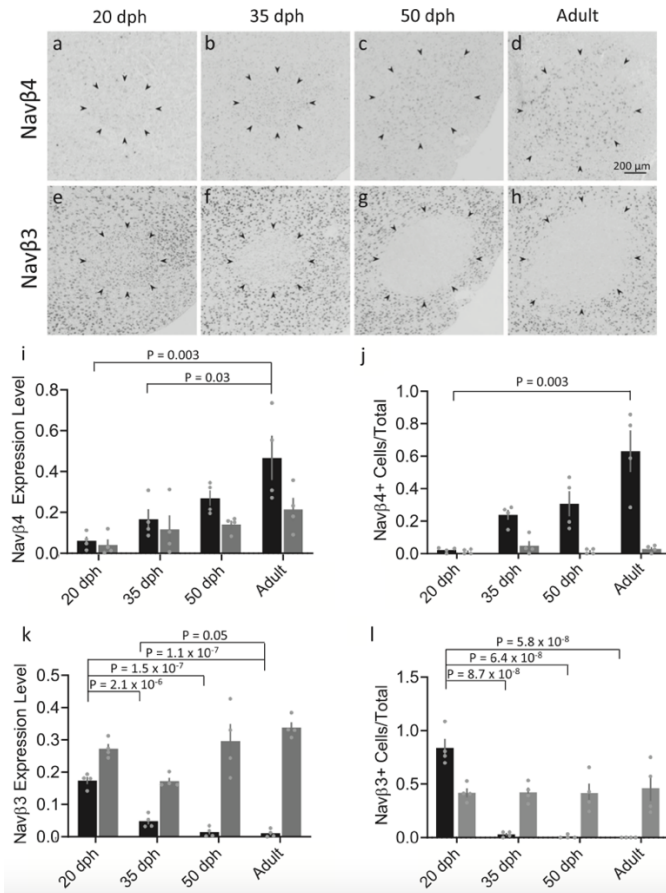 20 dph 35 dph 50 dph Adult
Navβ4
a b c d
200 µm
Navβ3
e f g h
i
P = 0.003
P = 0.03
Navβ4 Expression Level
0.8
0.6
0.4
0.2
0.0
20 dph 35 dph 50 dph Adult
j
P = 0.003
Navβ4+ Cells/Total
1.0
0.8
0.6
0.4
0.2
0.0
20 dph 35 dph 50 dph Adult
k
P = 0.05
P = 1.1 x 10⁻⁷
P = 1.5 x 10⁻⁷
P = 2.1 x 10⁻⁶
Navβ3 Expression Level
0.5
0.4
0.3
0.2
0.1
0.0
20 dph 35 dph 50 dph Adult
l
P = 5.8 x 10⁻⁸
P = 6.4 x 10⁻⁸
P = 8.7 x 10⁻⁸
Navβ3+ Cells/Total
1.5
1.0
0.5
0.0
20 dph 35 dph 50 dph Adult